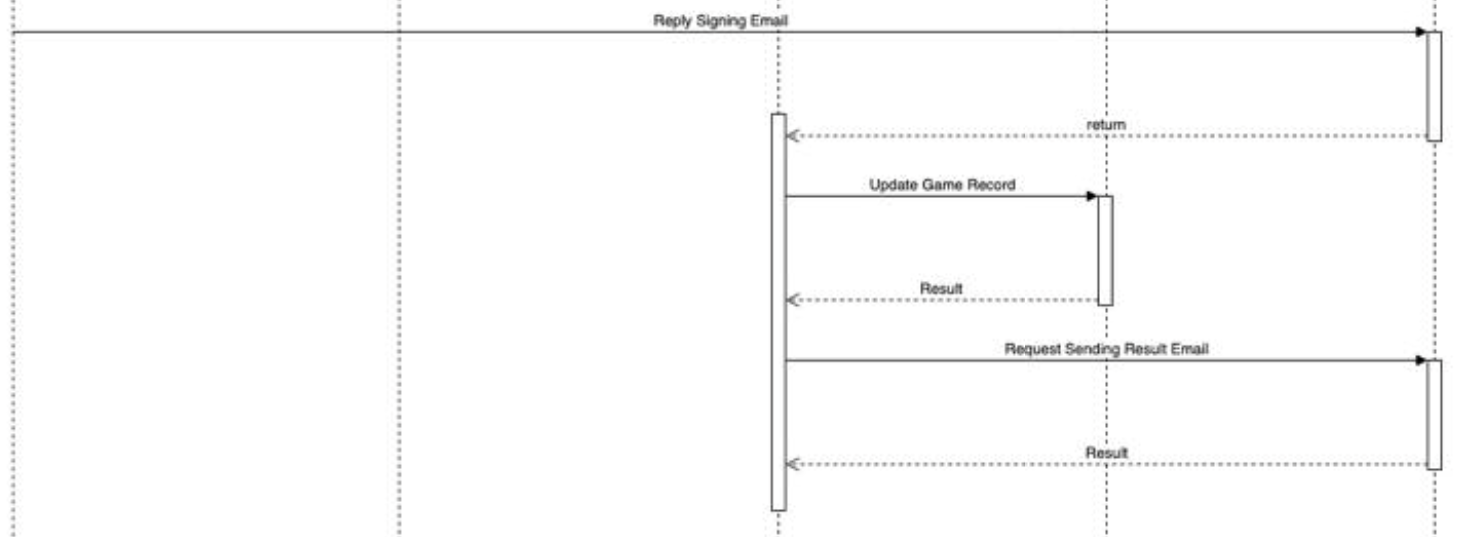 Reply Signing Email
return
Update Game Record
Result
Request Sending Result Email
Result